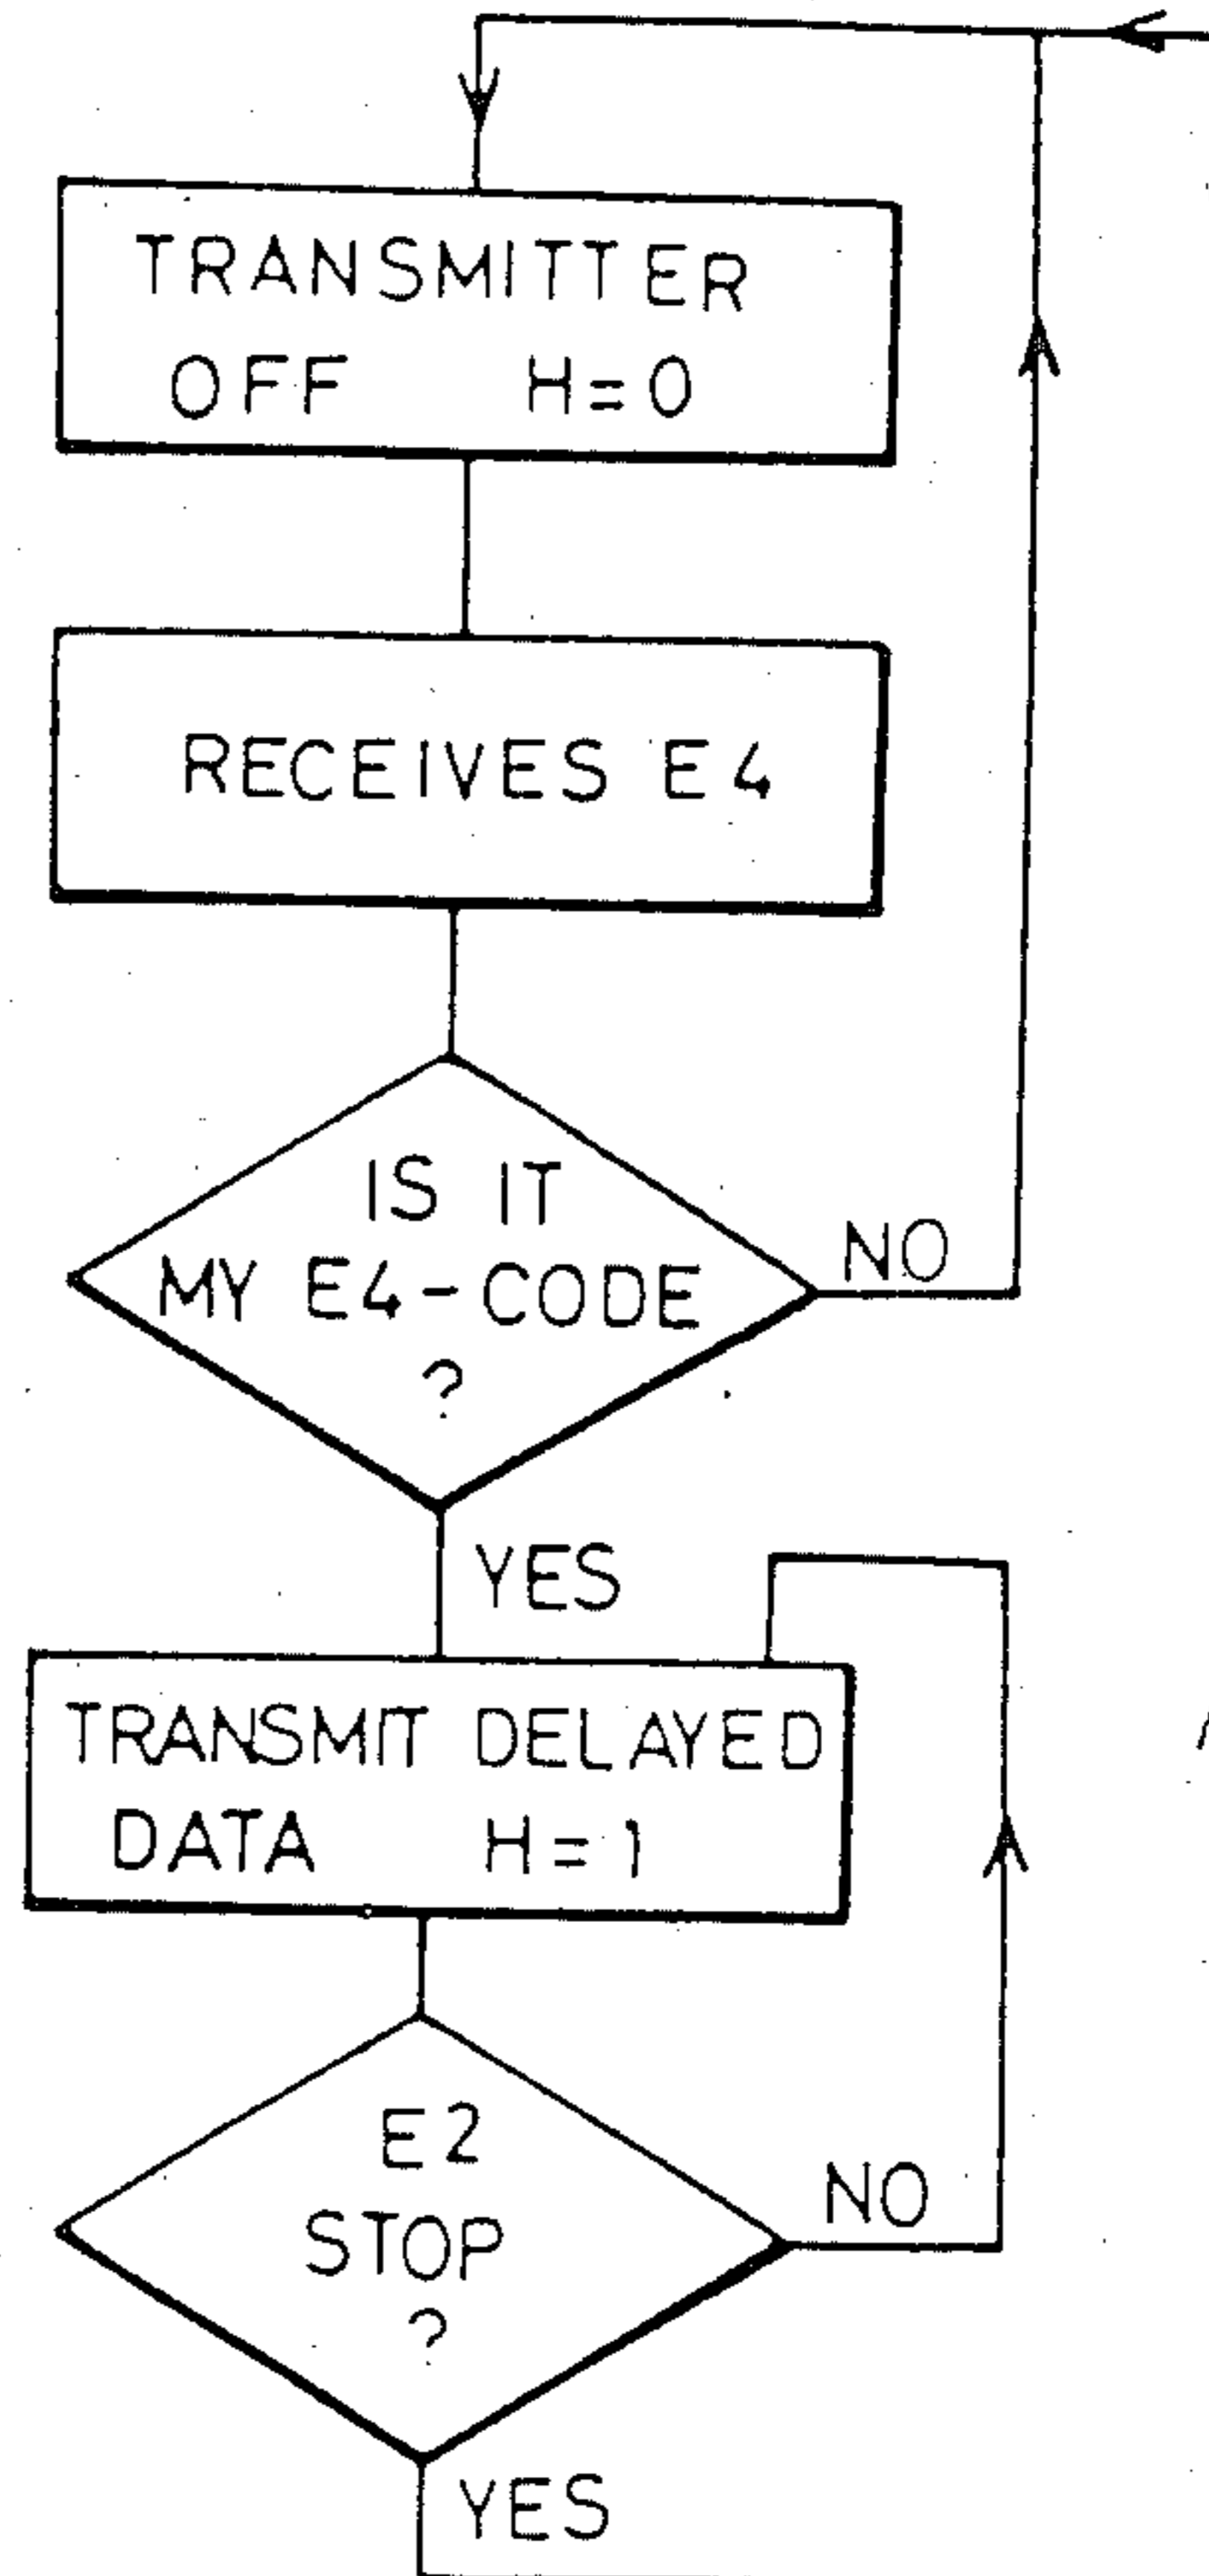 TRANSMITTER
OFF H=0
RECEIVES E4
IS IT
MY E4-CODE
?
NO
YES
TRANSMIT DELAYED
DATA H=1
E2
STOP
?
NO
YES